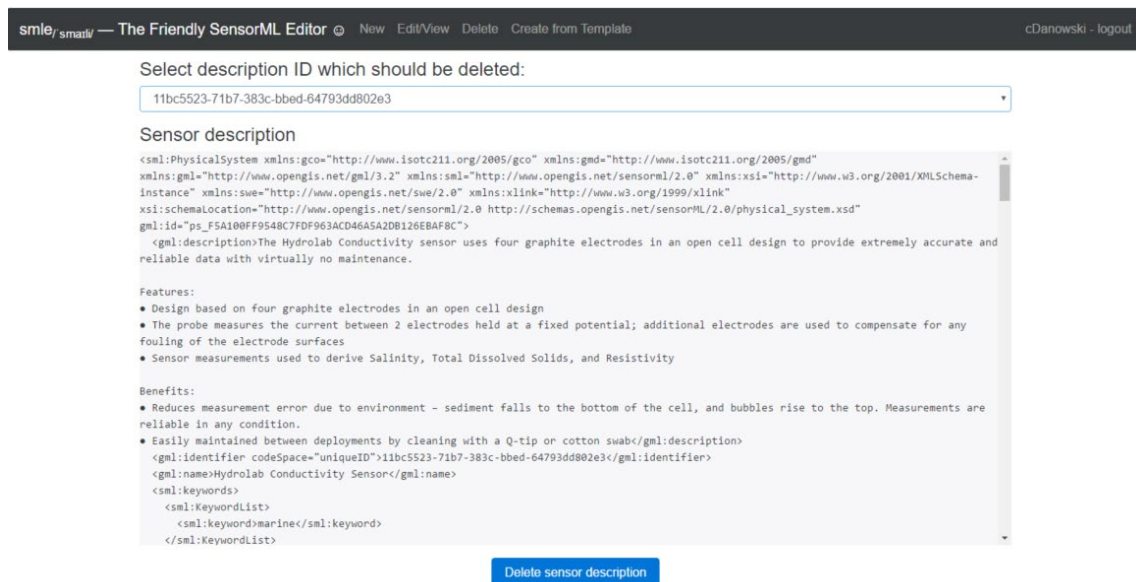 smle/ˈsmaɪli/ — The Friendly SensorML Editor ☺ New Edit/View Delete Create from Template cDanowski - logout
Select description ID which should be deleted:
11bc5523-71b7-383c-bbed-64793dd802e3
Sensor description
<sml:PhysicalSystem xmlns:gco="http://www.isotc211.org/2005/gco" xmlns:gmd="http://www.isotc211.org/2005/gmd"
xmlns:gml="http://www.opengis.net/gml/3.2" xmlns:sml="http://www.opengis.net/sensorml/2.0" xmlns:xsi="http://www.w3.org/2001/XMLSchema-
instance" xmlns:swe="http://www.opengis.net/swe/2.0" xmlns:xlink="http://www.w3.org/1999/xlink"
xsi:schemaLocation="http://www.opengis.net/sensorml/2.0 http://schemas.opengis.net/sensorML/2.0/physical_system.xsd"
gml:id="ps_F5A100FF9548C7FDF963ACD46A5A2DB126EBAF8C">
<gml:description>The Hydrolab Conductivity sensor uses four graphite electrodes in an open cell design to provide extremely accurate and
reliable data with virtually no maintenance.
Features:
● Design based on four graphite electrodes in an open cell design
● The probe measures the current between 2 electrodes held at a fixed potential; additional electrodes are used to compensate for any
fouling of the electrode surfaces
● Sensor measurements used to derive Salinity, Total Dissolved Solids, and Resistivity
Benefits:
● Reduces measurement error due to environment – sediment falls to the bottom of the cell, and bubbles rise to the top. Measurements are
reliable in any condition.
● Easily maintained between deployments by cleaning with a Q-tip or cotton swab</gml:description>
<gml:identifier codeSpace="uniqueID">11bc5523-71b7-383c-bbed-64793dd802e3</gml:identifier>
<gml:name>Hydrolab Conductivity Sensor</gml:name>
<sml:keywords>
<sml:KeywordList>
<sml:keyword>marine</sml:keyword>
</sml:KeywordList>
Delete sensor description